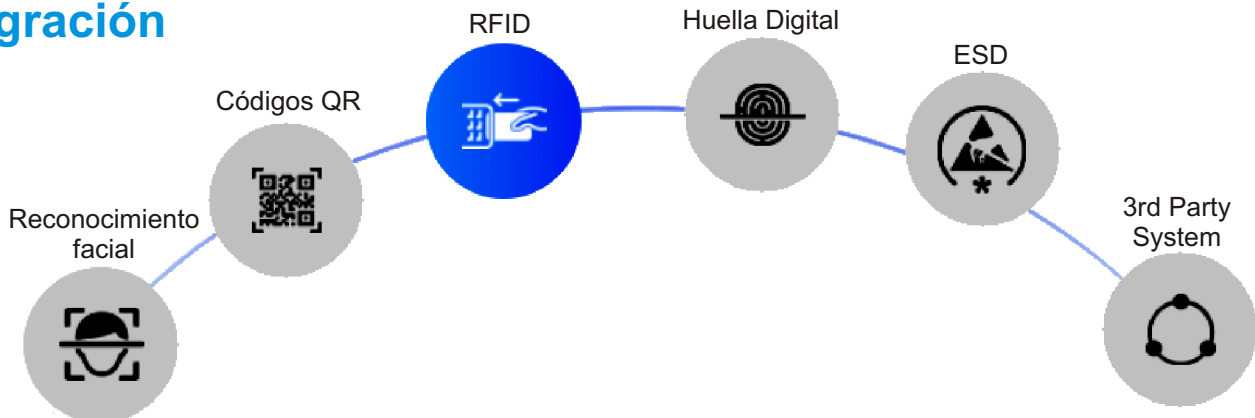 gración
RFID
Huella Digital
ESD
Códigos QR
3rd Party
System
Reconocimiento
facial